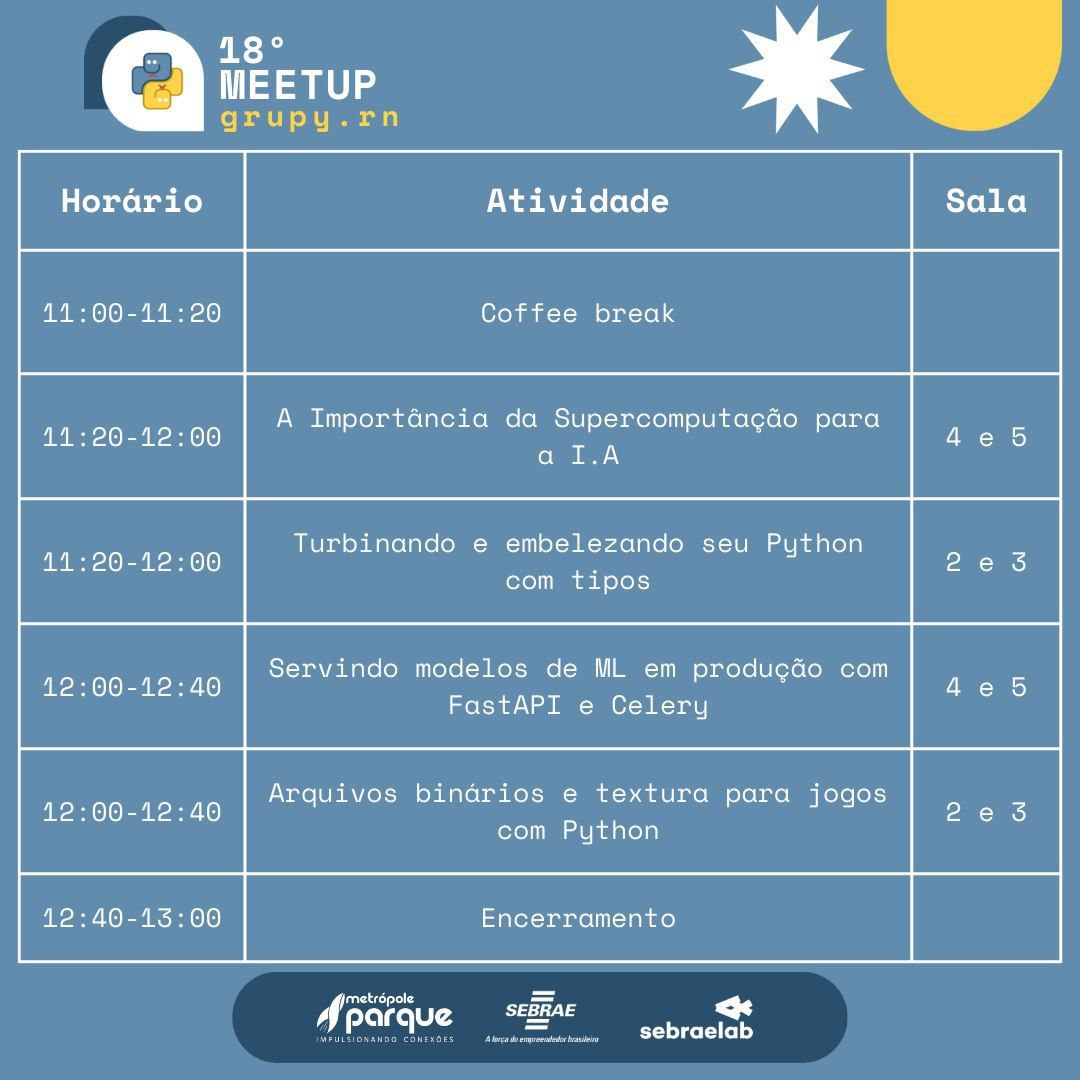 18°
MEETUP
grupy.rn
Horário
Atividade
Sala
11:00-11:20
Coffee break
11:20-12:00
A Importância da Supercomputação para
a I.A
4 e 5
11:20-12:00
Turbinando e embelezando seu Python
com tipos
2 e 3
12:00-12:40
Servindo modelos de ML em produção com
FastAPI e Celery
4 e 5
12:00-12:40
Arquivos binários e textura para jogos
com Python
2 e 3
12:40-13:00
Encerramento
metrópole
parque
IMPULSIONANDO CONEXÕES
SEBRAE
A força do empreendedor brasileiro
sebraelab